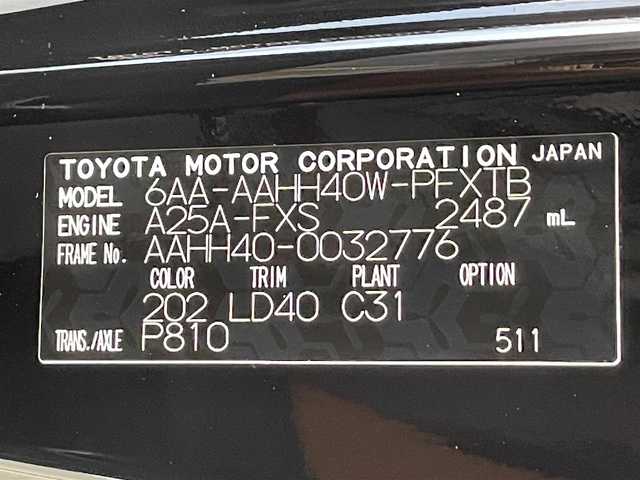 TOYOTA MOTOR CORPORATION JAPAN
MODEL 6AA-AAHH40W-PFXTB
ENGINE A25A-FXS 2487 mL
FRAME No. AAHH40-0032776
COLOR TRIM PLANT OPTION
202 LD40 C31
TRANS./AXLE P810 511